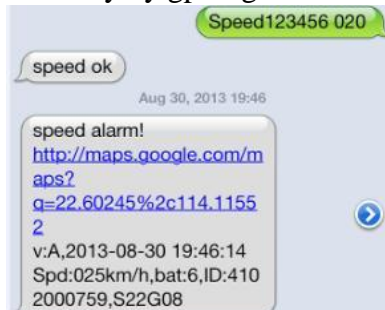 Speed123456 020
speed ok
Aug 30, 2013 19:46
speed alarm!
http://maps.google.com/m
aps?
q=22.60245%2c114.1155
2
v:A,2013-08-30 19:46:14
Spd:025km/h,bat:6,ID:410
2000759,S22G08